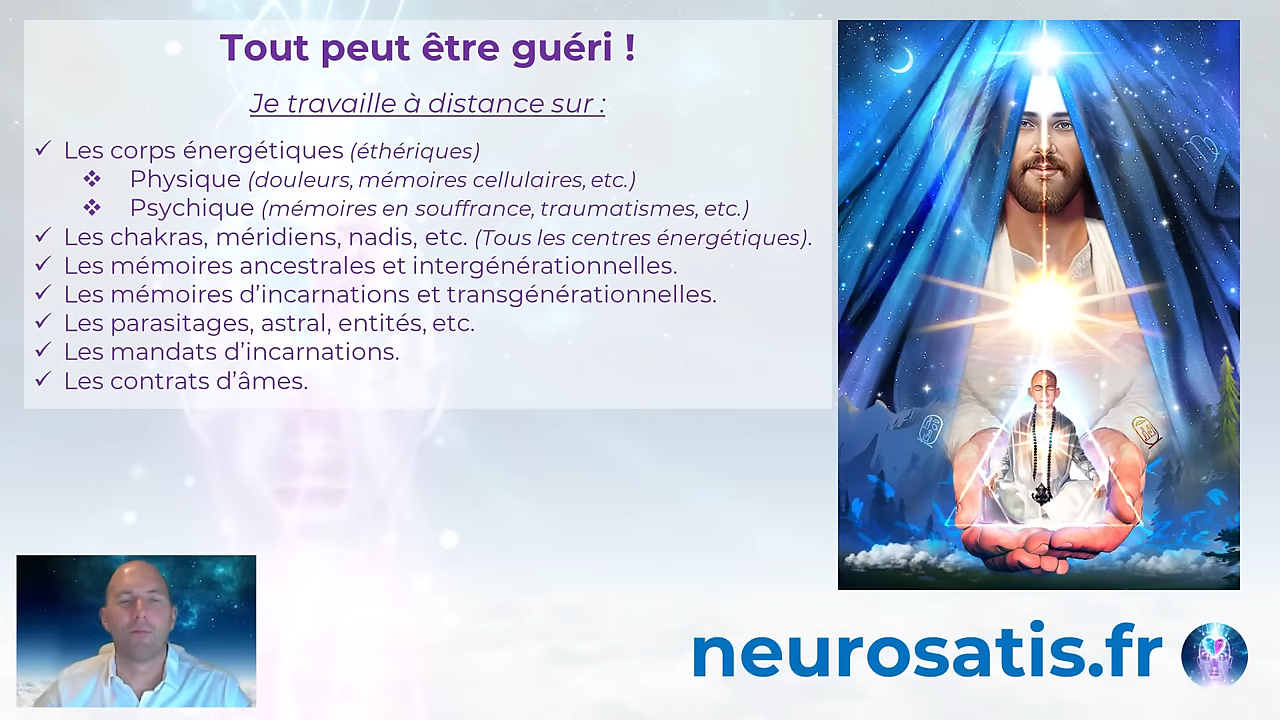 Tout peut être guéri !
Je travaille à distance sur :
✓ Les corps énergétiques (éthériques)
❖ Physique (douleurs, mémoires cellulaires, etc.)
❖ Psychique (mémoires en souffrance, traumatismes, etc.)
✓ Les chakras, méridiens, nadis, etc. (Tous les centres énergétiques).
✓ Les mémoires ancestrales et intergénérationnelles.
✓ Les mémoires d’incarnations et transgénérationnelles.
✓ Les parasitages, astral, entités, etc.
✓ Les mandats d’incarnations.
✓ Les contrats d’âmes.
neurosatis.fr